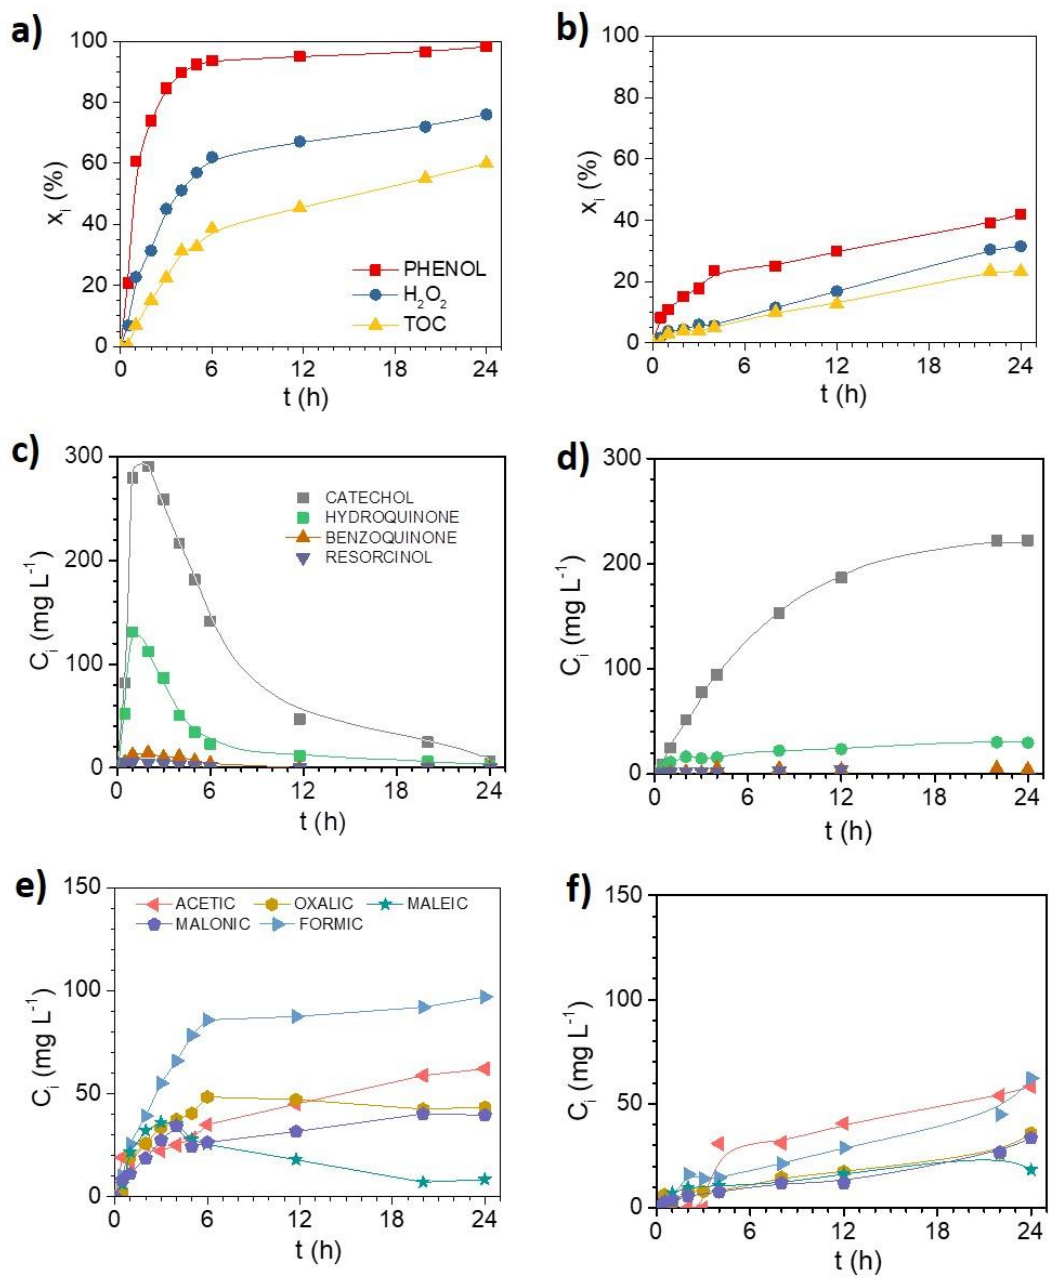 a)
100
80
60
40
20
0
x_i (%)
PHENOL
H₂O₂
TOC
0 6 12 18 24
t (h)
b)
100
80
60
40
20
0
x_i (%)
0 6 12 18 24
t (h)
c)
300
200
100
0
C_i (mg L⁻¹)
CATECHOL
HYDROQUINONE
BENZOQUINONE
RESORCINOL
0 6 12 18 24
t (h)
d)
300
200
100
0
C_i (mg L⁻¹)
0 6 12 18 24
t (h)
e)
150
100
50
0
C_i (mg L⁻¹)
ACETIC OXALIC MALEIC
MALONIC FORMIC
0 6 12 18 24
t (h)
f)
150
100
50
0
C_i (mg L⁻¹)
0 6 12 18 24
t (h)